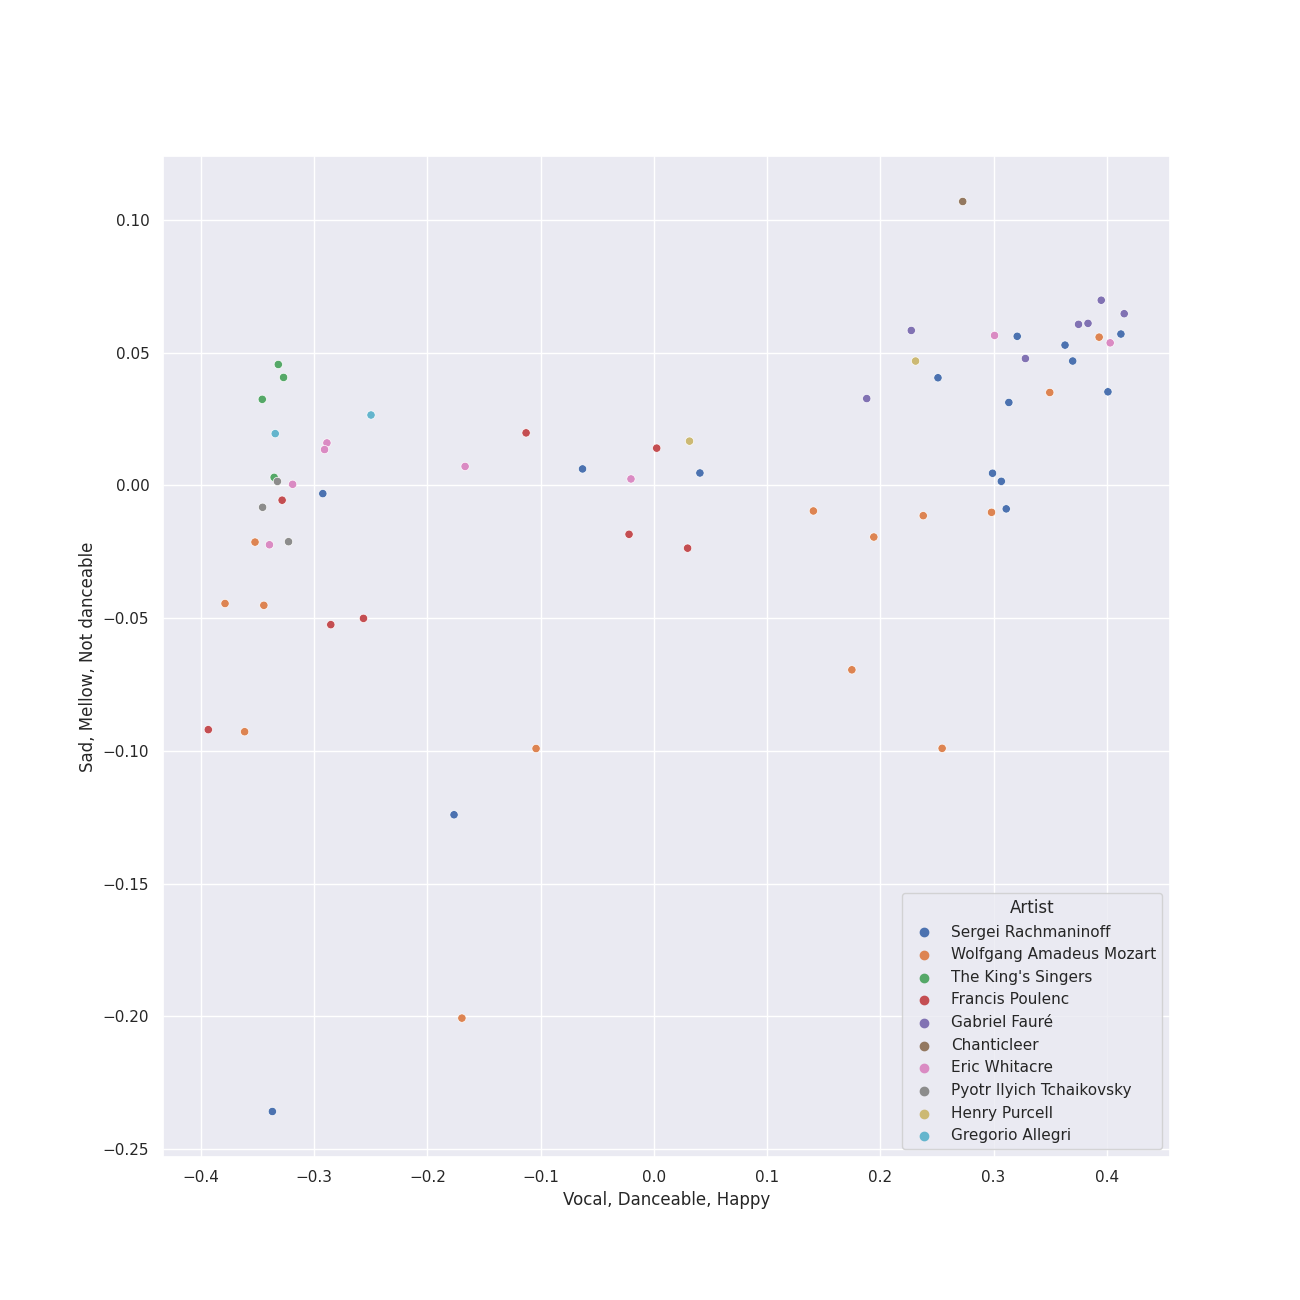 0.10
0.05
0.00
−0.05
−0.10
−0.15
−0.20
−0.25
Sad, Mellow, Not danceable
Artist
Sergei Rachmaninoff
Wolfgang Amadeus Mozart
The King's Singers
Francis Poulenc
Gabriel Fauré
Chanticleer
Eric Whitacre
Pyotr Ilyich Tchaikovsky
Henry Purcell
Gregorio Allegri
−0.4 −0.3 −0.2 −0.1 0.0 0.1 0.2 0.3 0.4
Vocal, Danceable, Happy